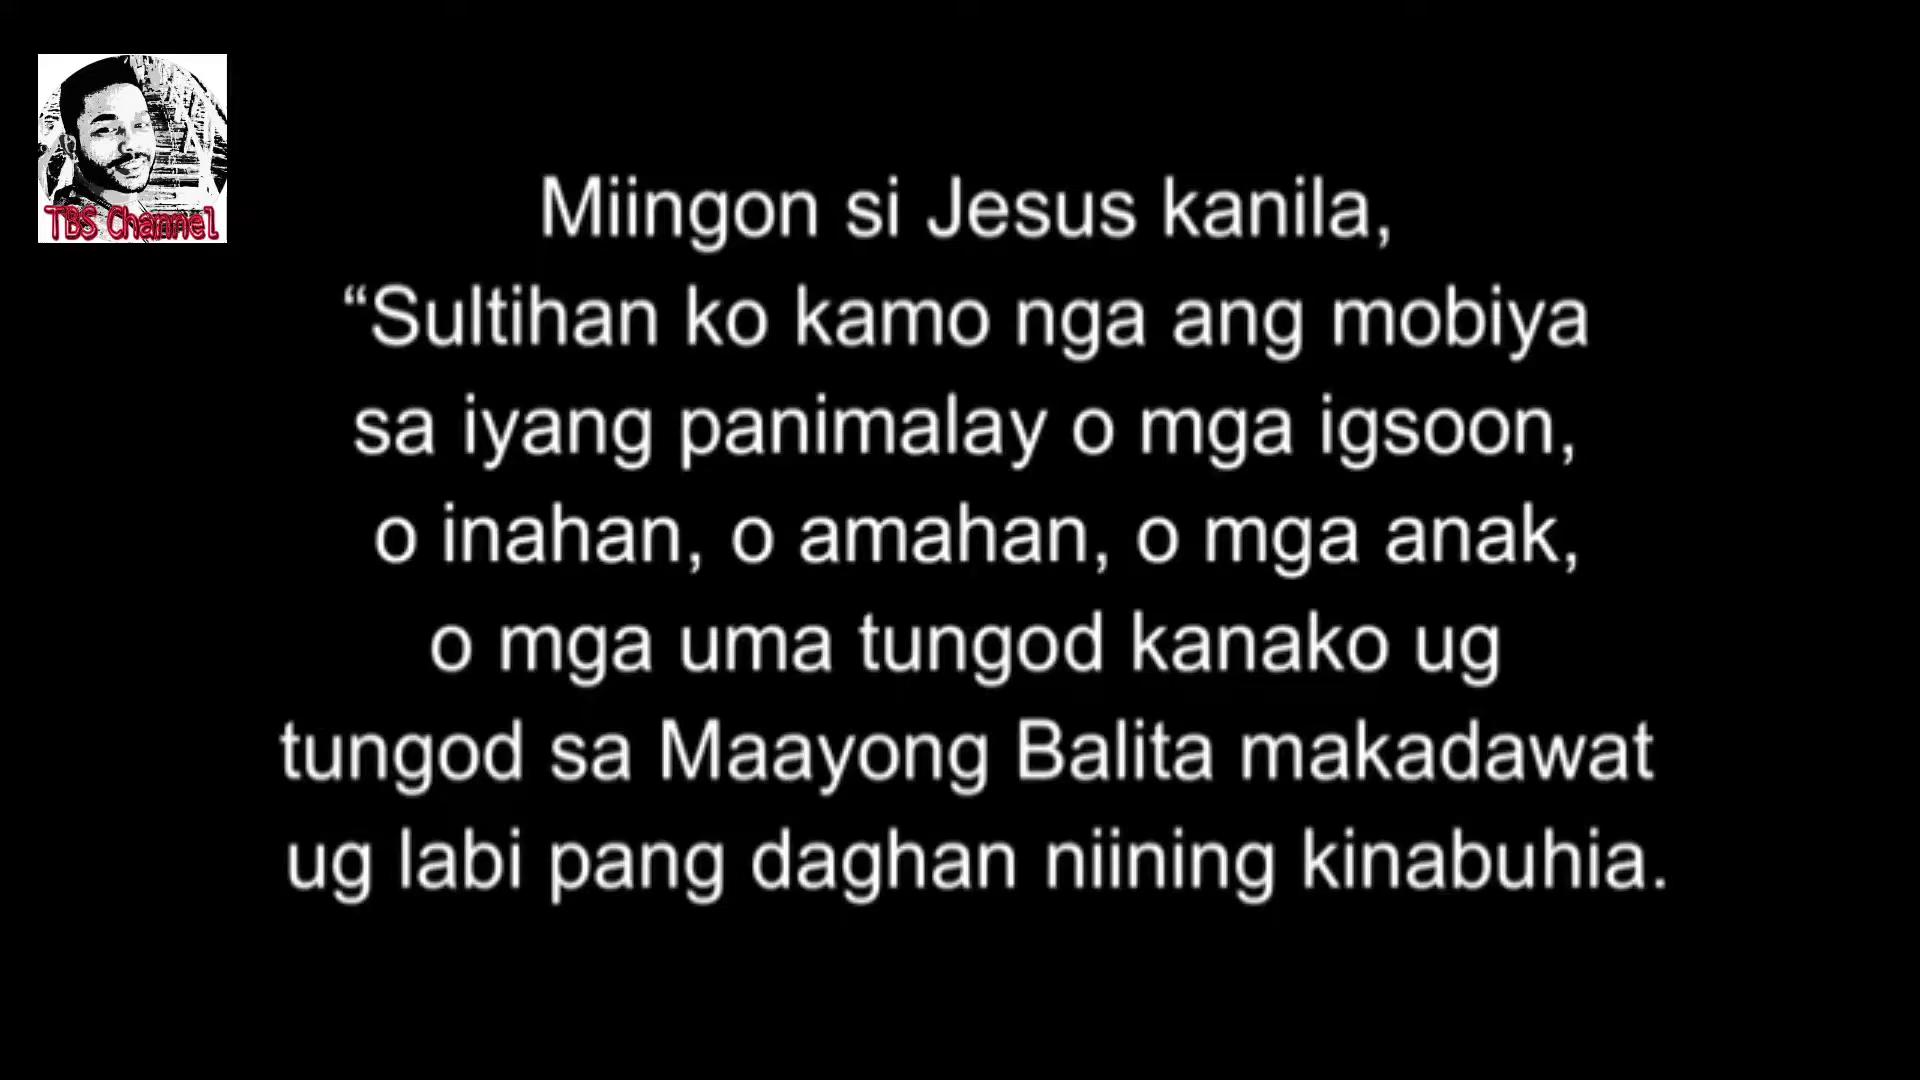 TBS Channel
Miingon si Jesus kanila,
“Sultihan ko kamo nga ang mobiya
sa iyang panimalay o mga igsoon,
o inahan, o amahan, o mga anak,
o mga uma tungod kanako ug
tungod sa Maayong Balita makadawat
ug labi pang daghan niining kinabuhia.